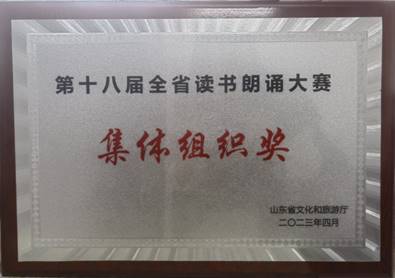 第十八届全省读书朗诵大赛
集体组织奖
山东省文化和旅游厅
二〇二三年四月